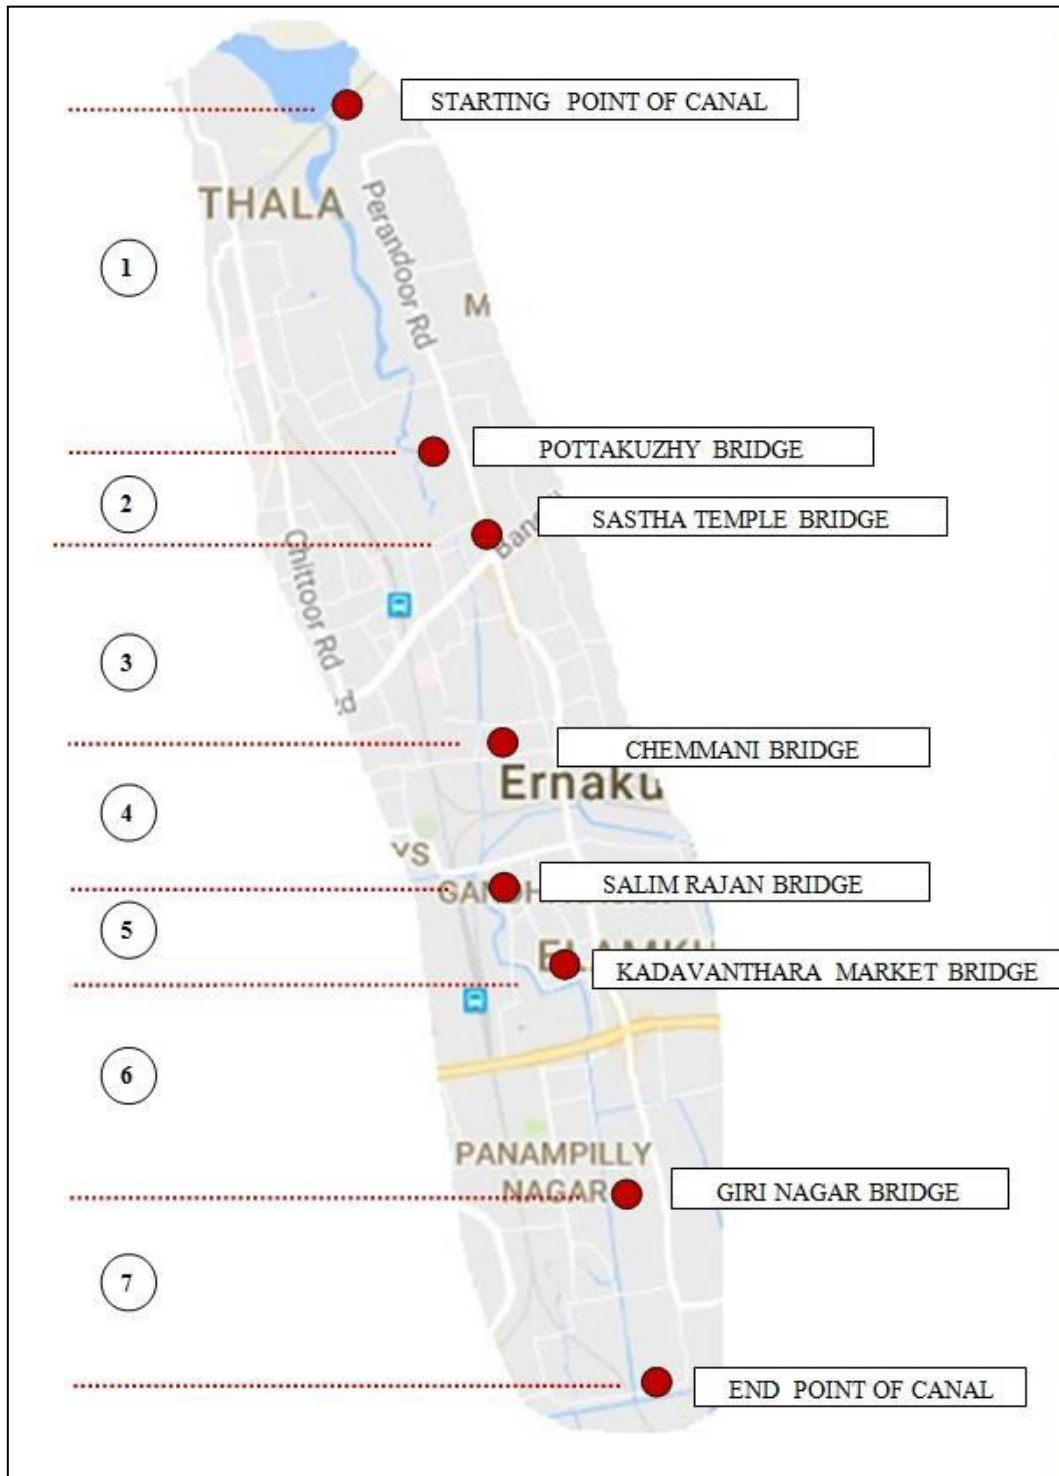 STARTING POINT OF CANAL
THALA
Perandoor Rd
1
M
POTTAKUZHY BRIDGE
2
SASTHA TEMPLE BRIDGE
Chittoor Rd
3
CHEMMANI BRIDGE
Ernaku
4
YS
SALIM RAJAN BRIDGE
5
KADAVANTHARA MARKET BRIDGE
6
PANAMPILLY
NAGAR
GIRI NAGAR BRIDGE
7
END POINT OF CANAL